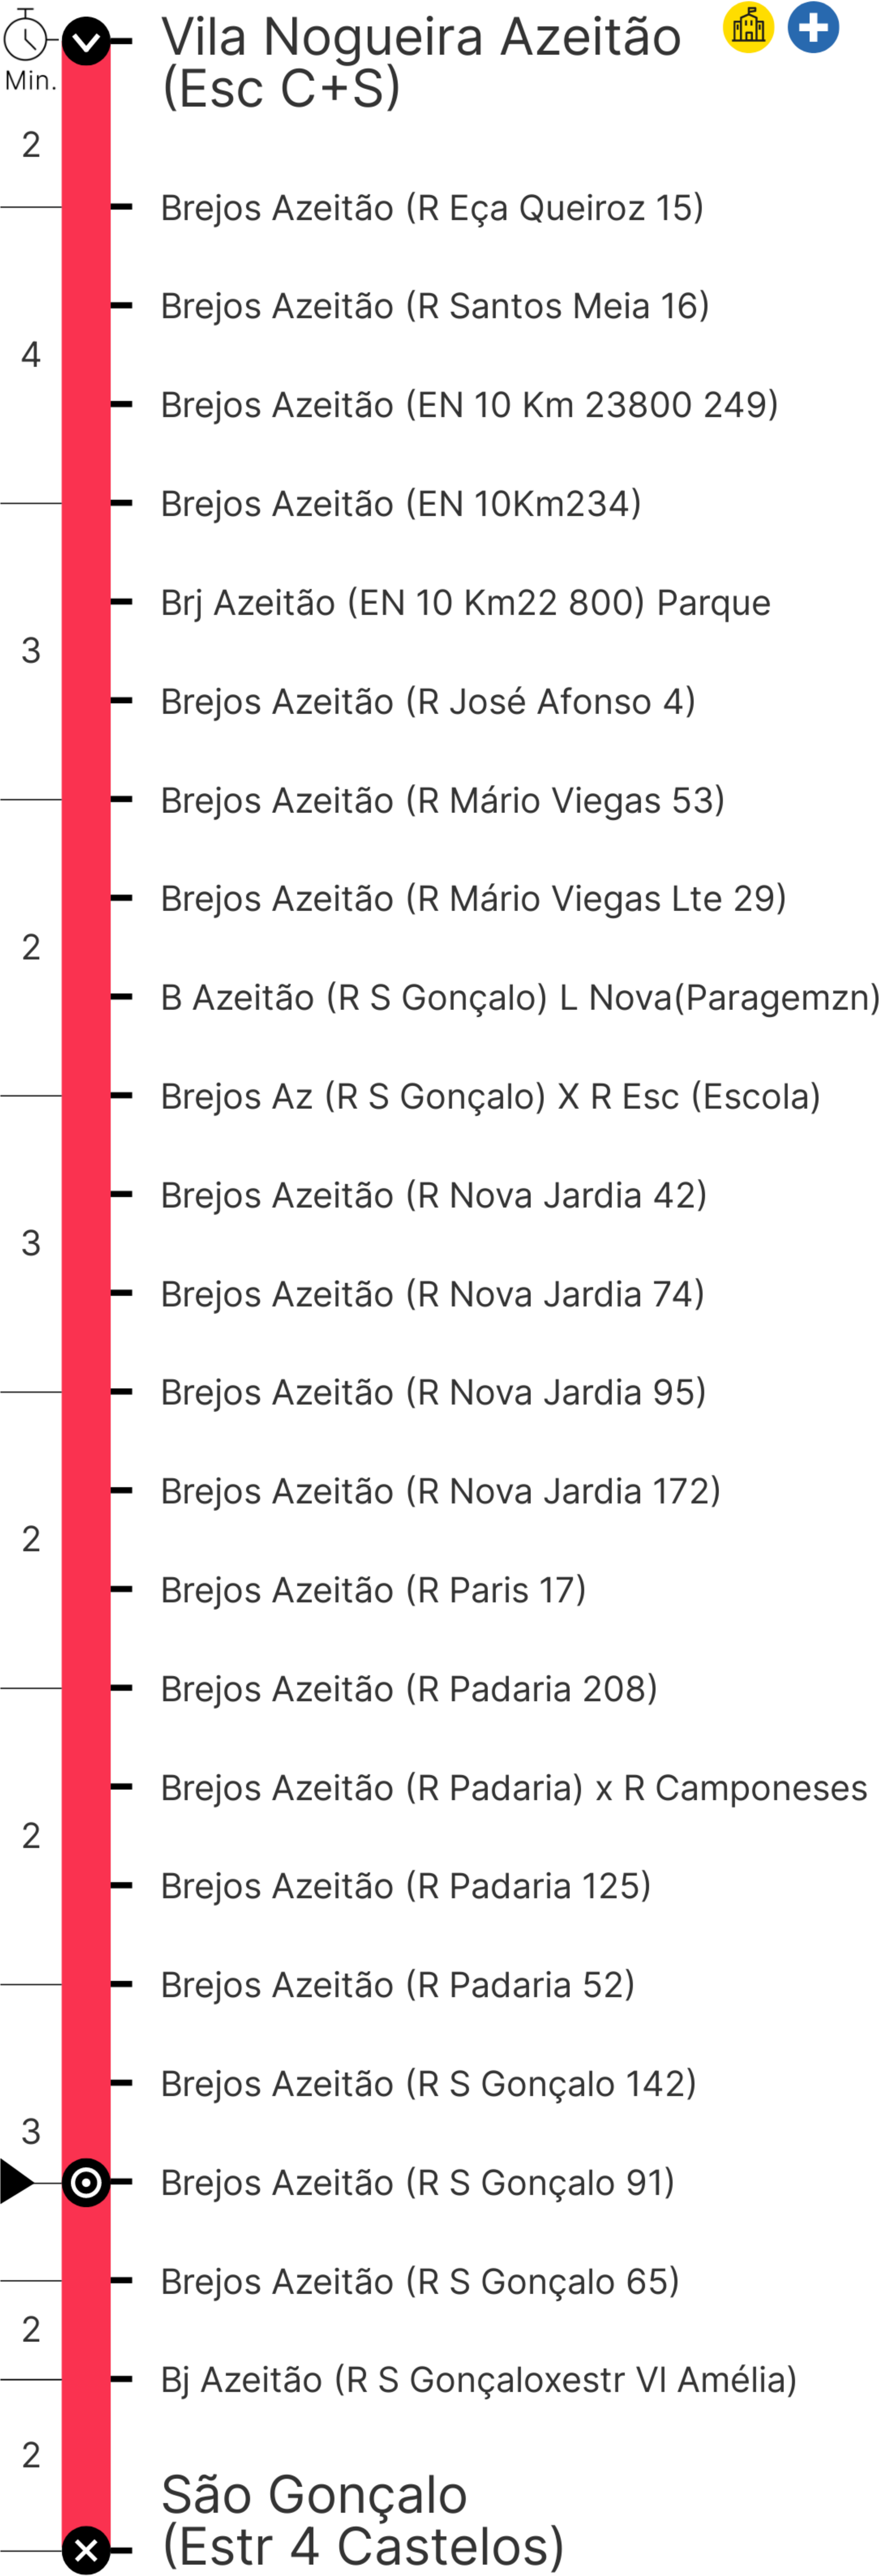 Vila Nogueira Azeitão
(Esc C+S)
Min.
2
Brejos Azeitão (R Eça Queiroz 15)
Brejos Azeitão (R Santos Meia 16)
4
Brejos Azeitão (EN 10 Km 23800 249)
Brejos Azeitão (EN 10Km234)
Brj Azeitão (EN 10 Km22 800) Parque
3
Brejos Azeitão (R José Afonso 4)
Brejos Azeitão (R Mário Viegas 53)
Brejos Azeitão (R Mário Viegas Lte 29)
2
B Azeitão (R S Gonçalo) L Nova(Paragemzn)
Brejos Az (R S Gonçalo) X R Esc (Escola)
Brejos Azeitão (R Nova Jardia 42)
3
Brejos Azeitão (R Nova Jardia 74)
Brejos Azeitão (R Nova Jardia 95)
Brejos Azeitão (R Nova Jardia 172)
2
Brejos Azeitão (R Paris 17)
Brejos Azeitão (R Padaria 208)
Brejos Azeitão (R Padaria) x R Camponeses
2
Brejos Azeitão (R Padaria 125)
Brejos Azeitão (R Padaria 52)
Brejos Azeitão (R S Gonçalo 142)
3
Brejos Azeitão (R S Gonçalo 91)
Brejos Azeitão (R S Gonçalo 65)
2
Bj Azeitão (R S Gonçaloxestr Vl Amélia)
2
São Gonçalo
(Estr 4 Castelos)